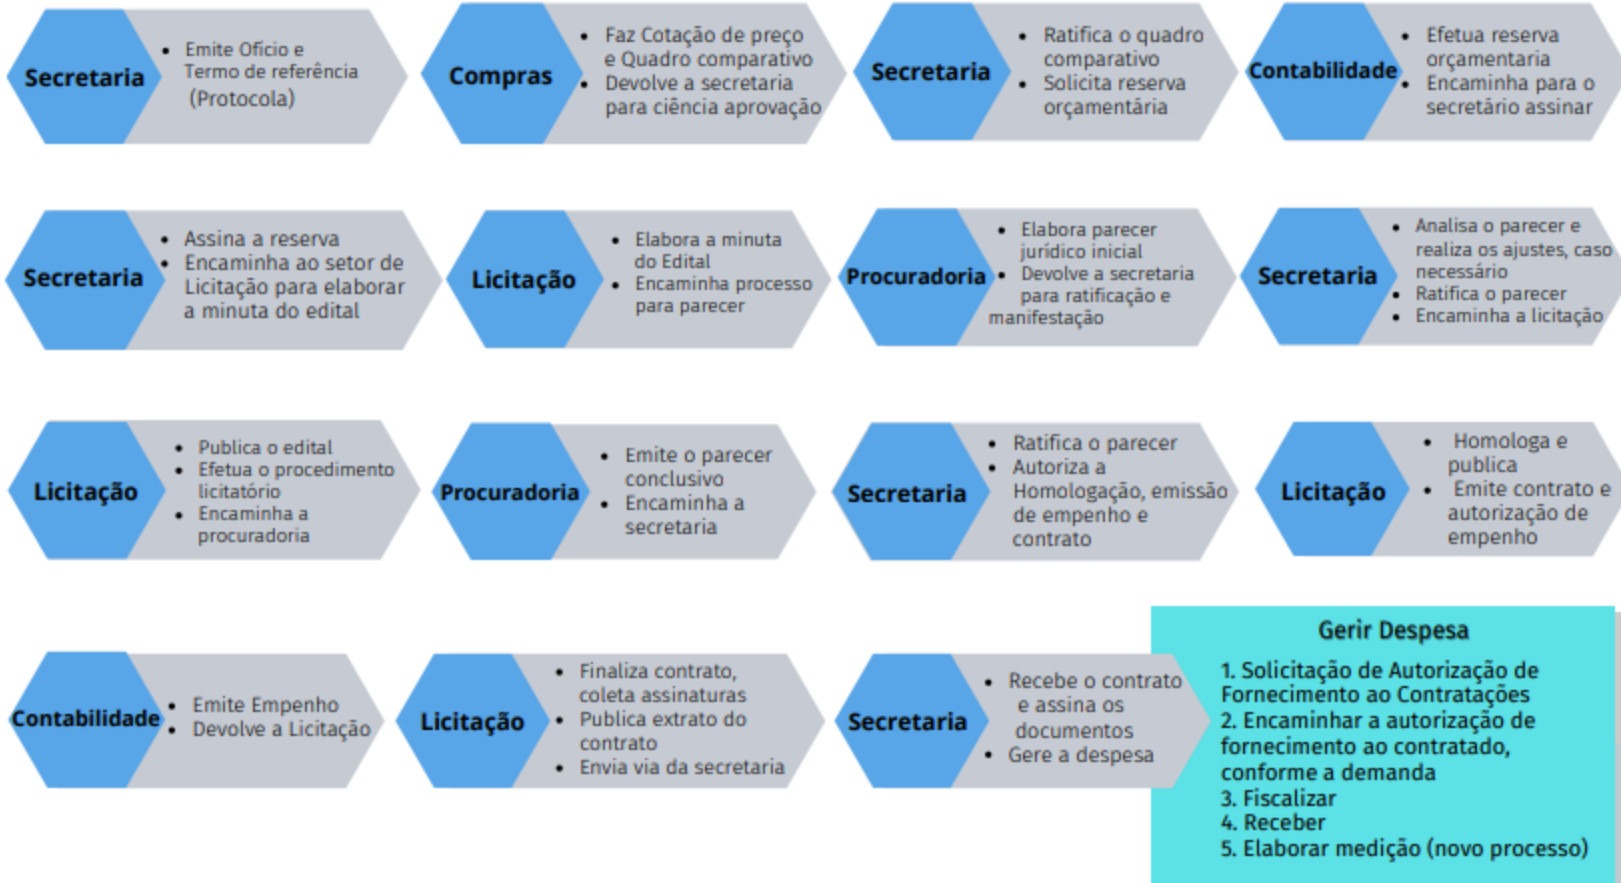 Secretaria
Emite Ofício e
Termo de referência
(Protocola)
Compras
Faz Cotação de preço
e Quadro comparativo
Devolve a secretaria
para ciência aprovação
Secretaria
Ratifica o quadro
comparativo
Solicita reserva
orçamentária
Contabilidade
Efetua reserva
orçamentaria
Encaminha para o
secretário assinar
Secretaria
Assina a reserva
Encaminha ao setor de
Licitação para elaborar
a minuta do edital
Licitação
Elabora a minuta
do Edital
Encaminha processo
para parecer
Procuradoria
Elabora parecer
jurídico inicial
Devolve a secretaria
para ratificação e
manifestação
Secretaria
Analisa o parecer e
realiza os ajustes, caso
necessário
Ratifica o parecer
Encaminha a licitação
Licitação
Publica o edital
Efetua o procedimento
licitatório
Encaminha a
procuradoria
Procuradoria
Emite o parecer
conclusivo
Encaminha a
secretaria
Secretaria
Ratifica o parecer
Autoriza a
Homologação, emissão
de empenho e
contrato
Licitação
Homologa e
publica
Emite contrato e
autorização de
empenho
Contabilidade
Emite Empenho
Devolve a Licitação
Licitação
Finaliza contrato,
coleta assinaturas
Publica extrato do
contrato
Envia via da secretaria
Secretaria
Recebe o contrato
e assina os
documentos
Gere a despesa
Gerir Despesa
1. Solicitação de Autorização de
Fornecimento ao Contratações
2. Encaminhar a autorização de
fornecimento ao contratado,
conforme a demanda
3. Fiscalizar
4. Receber
5. Elaborar medição (novo processo)